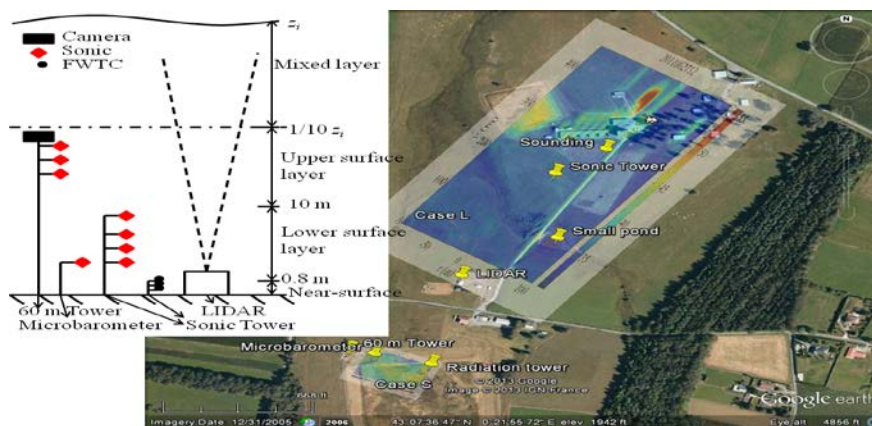 Camera
Sonic
FWTC
z_i
Mixed layer
1/10 z_i
Upper surface
layer
10 m
Lower surface
layer
0.8 m
Near-surface
60 m Tower
LIDAR
Microbarometer
Sonic Tower
N
Sounding
Sonic Tower
Case L
Small pond
LIDAR
Microbarometer
60 m Tower
Radiation tower
Case S
© 2013 Google
Image © 2013 IGN France
Google earth
Imagery Date: 12/31/2005
2006
43°07'36.47" N 0°21'55.72" E elev 1942 ft
Eye alt 4856 ft